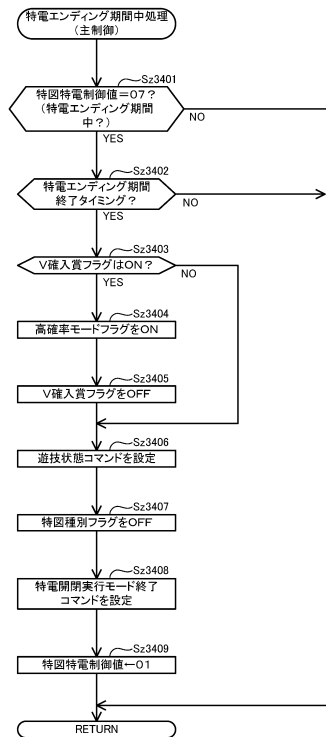 特電エンディング期間中処理
(主制御)
Sz3401
特図特電制御値=07?
(特電エンディング期間
中?)
NO
YES
Sz3402
特電エンディング期間
終了タイミング?
NO
YES
Sz3403
V確入賞フラグはON?
NO
YES
Sz3404
高確率モードフラグをON
Sz3405
V確入賞フラグをOFF
Sz3406
遊技状態コマンドを設定
Sz3407
特図種別フラグをOFF
Sz3408
特電開閉実行モード終了
コマンドを設定
Sz3409
特図特電制御値←01
RETURN